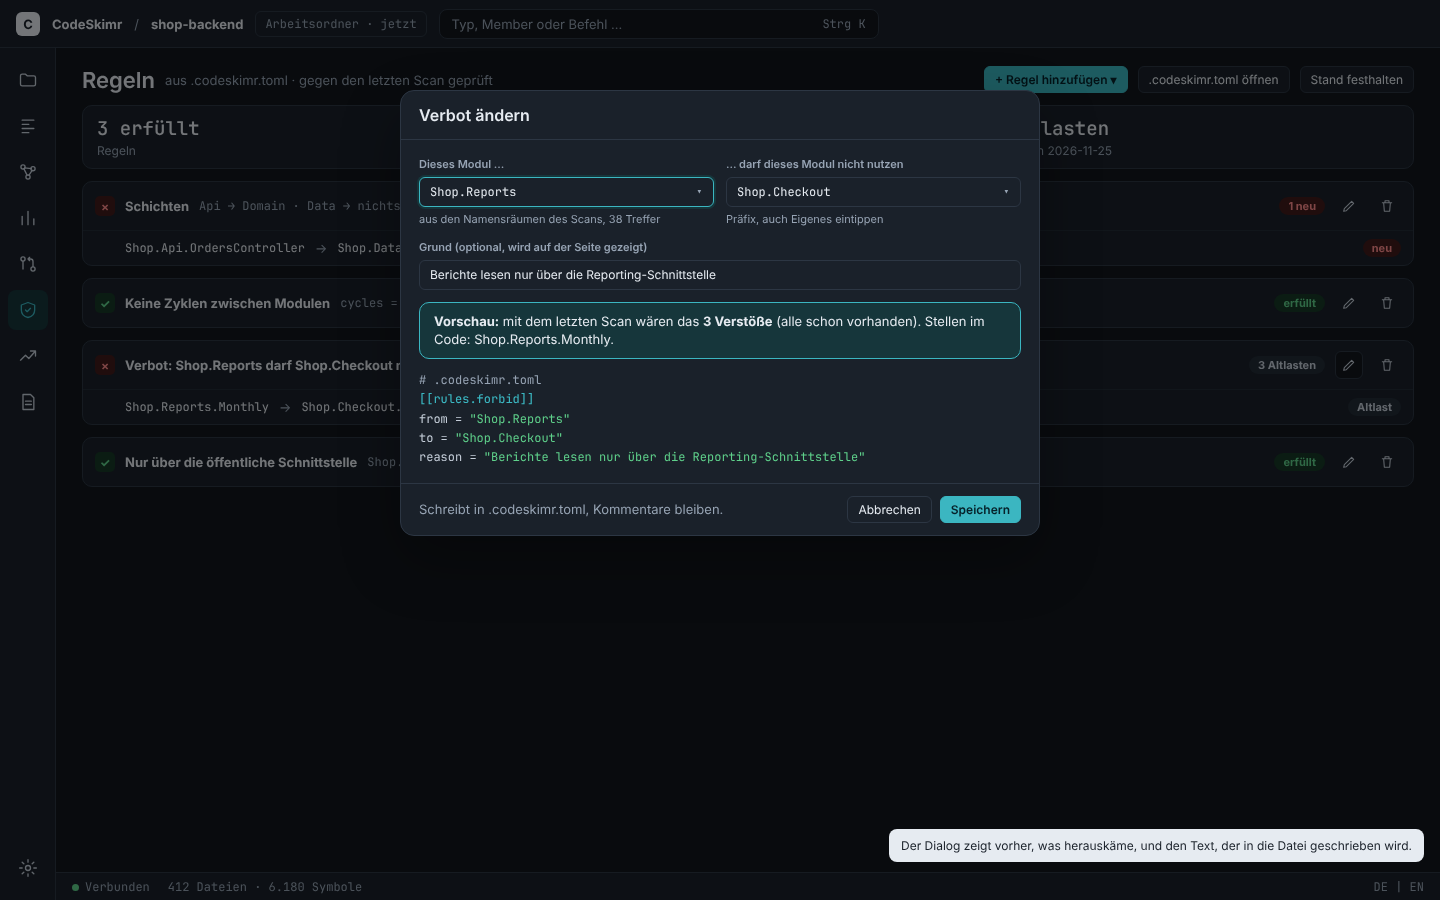 C CodeSkimr / shop-backend Arbeitsordner · jetzt Typ, Member oder Befehl ... Strg K
Regeln aus .codeskimr.toml · gegen den letzten Scan geprüft + Regel hinzufügen ▾ .codeskimr.toml öffnen Stand festhalten
3 erfüllt
Regeln
lasten
2026-11-25
Verbot ändern
Dieses Modul ...
... darf dieses Modul nicht nutzen
Shop.Reports
Shop.Checkout
aus den Namensräumen des Scans, 38 Treffer
Präfix, auch Eigenes eintippen
Grund (optional, wird auf der Seite gezeigt)
Berichte lesen nur über die Reporting-Schnittstelle
Vorschau: mit dem letzten Scan wären das 3 Verstöße (alle schon vorhanden). Stellen im
Code: Shop.Reports.Monthly.
# .codeskimr.toml
[[rules.forbid]]
from = "Shop.Reports"
to = "Shop.Checkout"
reason = "Berichte lesen nur über die Reporting-Schnittstelle"
Schreibt in .codeskimr.toml, Kommentare bleiben.
Abbrechen
Speichern
Schichten Api → Domain · Data → nichts
1 neu
Shop.Api.OrdersController → Shop.Data
neu
Keine Zyklen zwischen Modulen cycles =
erfüllt
Verbot: Shop.Reports darf Shop.Checkout
3 Altlasten
Shop.Reports.Monthly → Shop.Checkout.
Altlast
Nur über die öffentliche Schnittstelle Shop.
erfüllt
Der Dialog zeigt vorher, was herauskäme, und den Text, der in die Datei geschrieben wird.
Verbunden 412 Dateien · 6.180 Symbole
DE | EN